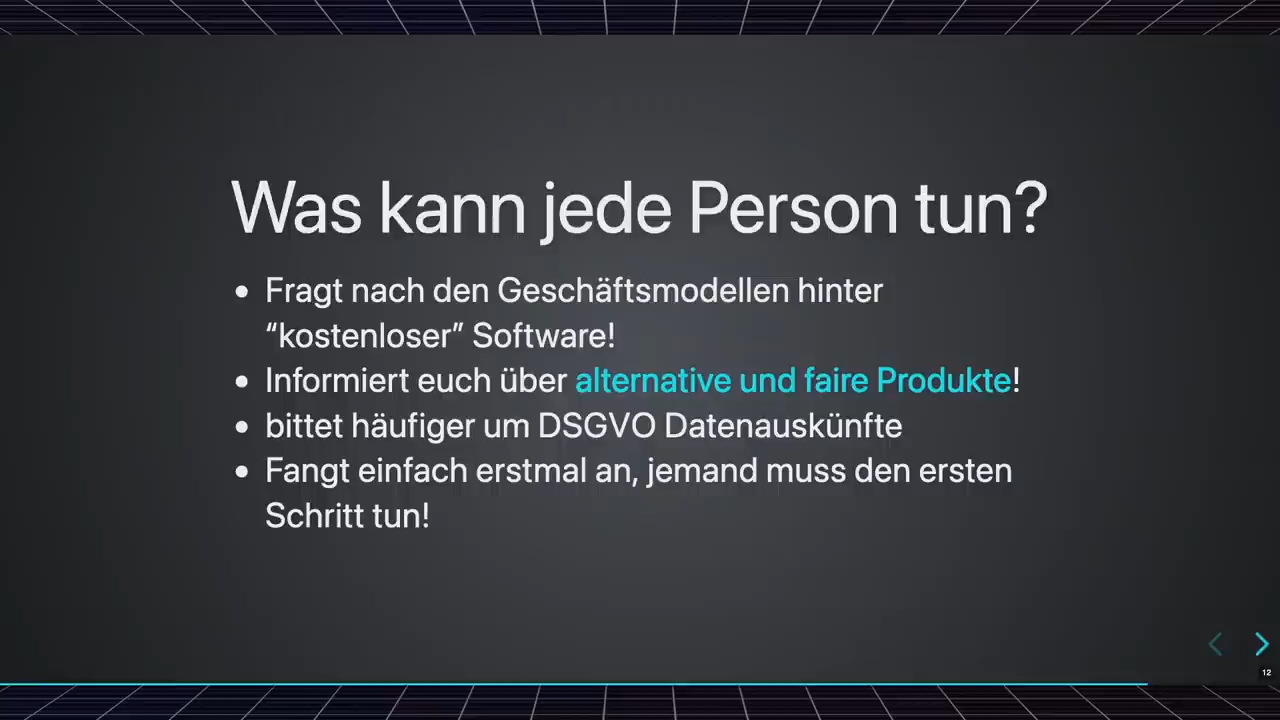 Was kann jede Person tun?
• Fragt nach den Geschäftsmodellen hinter
“kostenloser” Software!
• Informiert euch über alternative und faire Produkte!
• bittet häufiger um DSGVO Datenauskünfte
• Fangt einfach erstmal an, jemand muss den ersten
Schritt tun!
12